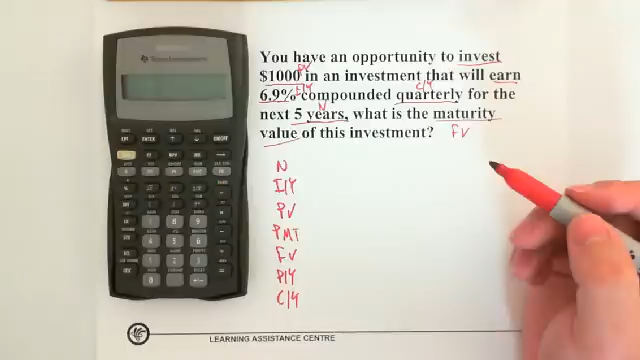 Texas Instruments
You have an opportunity to invest
PV
$1000 in an investment that will earn
I/Y C/Y
6.9% compounded quarterly for the
N
next 5 years, what is the maturity
value of this investment? FV
N
I/Y
PV
PMT
FV
P/Y
C/Y
LEARNING ASSISTANCE CENTRE